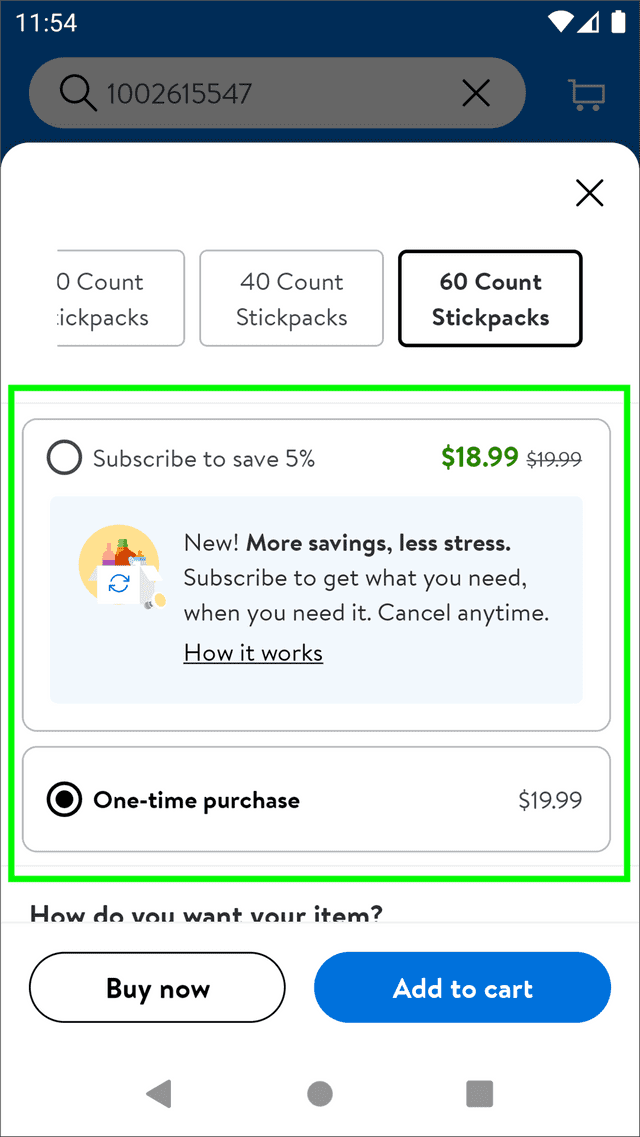 11:54
1002615547
0 Count
40 Count
60 Count
tickpacks
Stickpacks
Stickpacks
Subscribe to save 5%
$18.99 $19.99
New! More savings, less stress.
Subscribe to get what you need,
when you need it. Cancel anytime.
How it works
One-time purchase
$19.99
How do you want your item?
Buy now
Add to cart